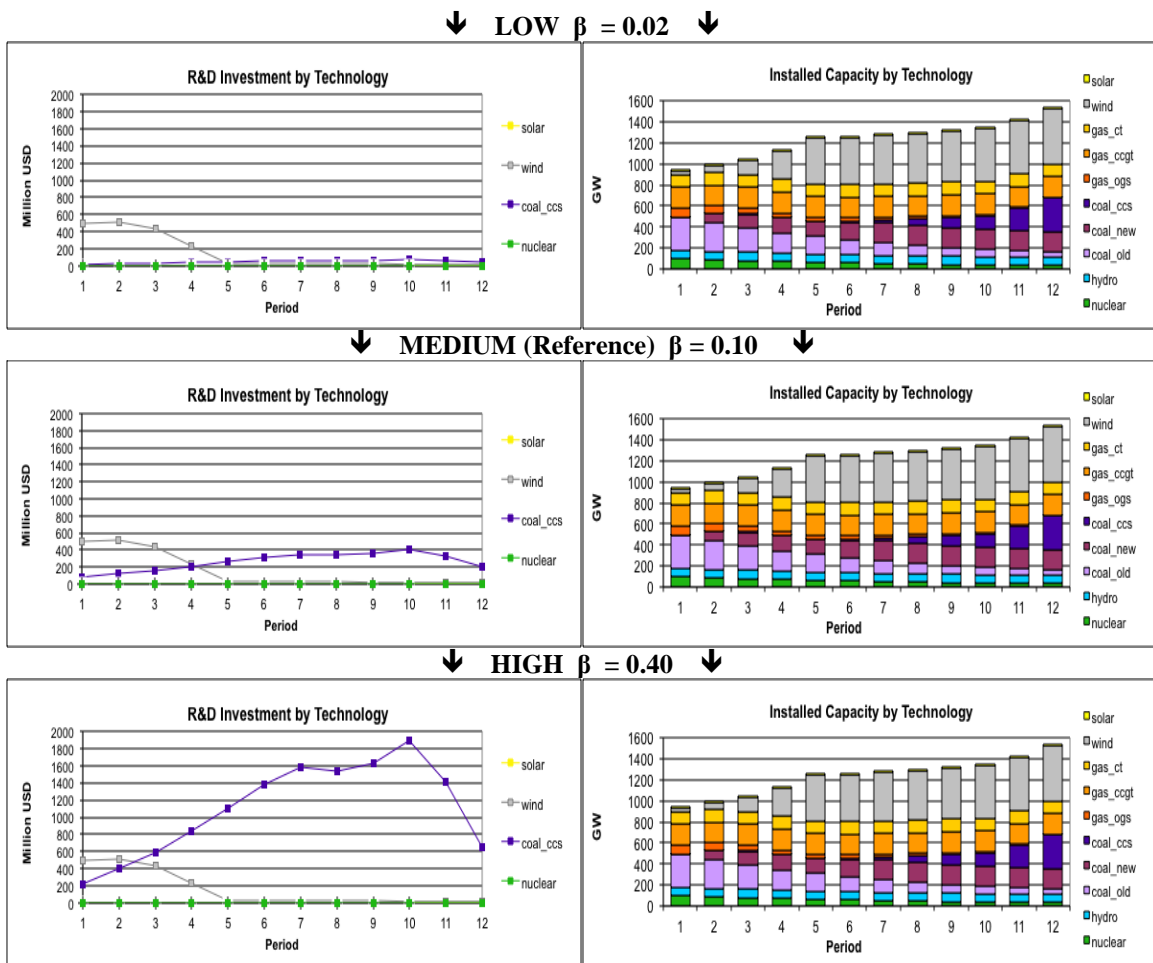 🡻 LOW β = 0.02 🡻
R&D Investment by Technology
Million USD
2000
1800
1600
1400
1200
1000
800
600
400
200
0
1 2 3 4 5 6 7 8 9 10 11 12
Period
solar
wind
coal_ccs
nuclear
Installed Capacity by Technology
GW
1600
1400
1200
1000
800
600
400
200
0
1 2 3 4 5 6 7 8 9 10 11 12
Period
solar
wind
gas_ct
gas_ccgt
gas_ogs
coal_ccs
coal_new
coal_old
hydro
nuclear
🡻 MEDIUM (Reference) β = 0.10 🡻
R&D Investment by Technology
Million USD
2000
1800
1600
1400
1200
1000
800
600
400
200
0
1 2 3 4 5 6 7 8 9 10 11 12
Period
solar
wind
coal_ccs
nuclear
Installed Capacity by Technology
GW
1600
1400
1200
1000
800
600
400
200
0
1 2 3 4 5 6 7 8 9 10 11 12
Period
solar
wind
gas_ct
gas_ccgt
gas_ogs
coal_ccs
coal_new
coal_old
hydro
nuclear
🡻 HIGH β = 0.40 🡻
R&D Investment by Technology
Million USD
2000
1800
1600
1400
1200
1000
800
600
400
200
0
1 2 3 4 5 6 7 8 9 10 11 12
Period
solar
wind
coal_ccs
nuclear
Installed Capacity by Technology
GW
1600
1400
1200
1000
800
600
400
200
0
1 2 3 4 5 6 7 8 9 10 11 12
Period
solar
wind
gas_ct
gas_ccgt
gas_ogs
coal_ccs
coal_new
coal_old
hydro
nuclear